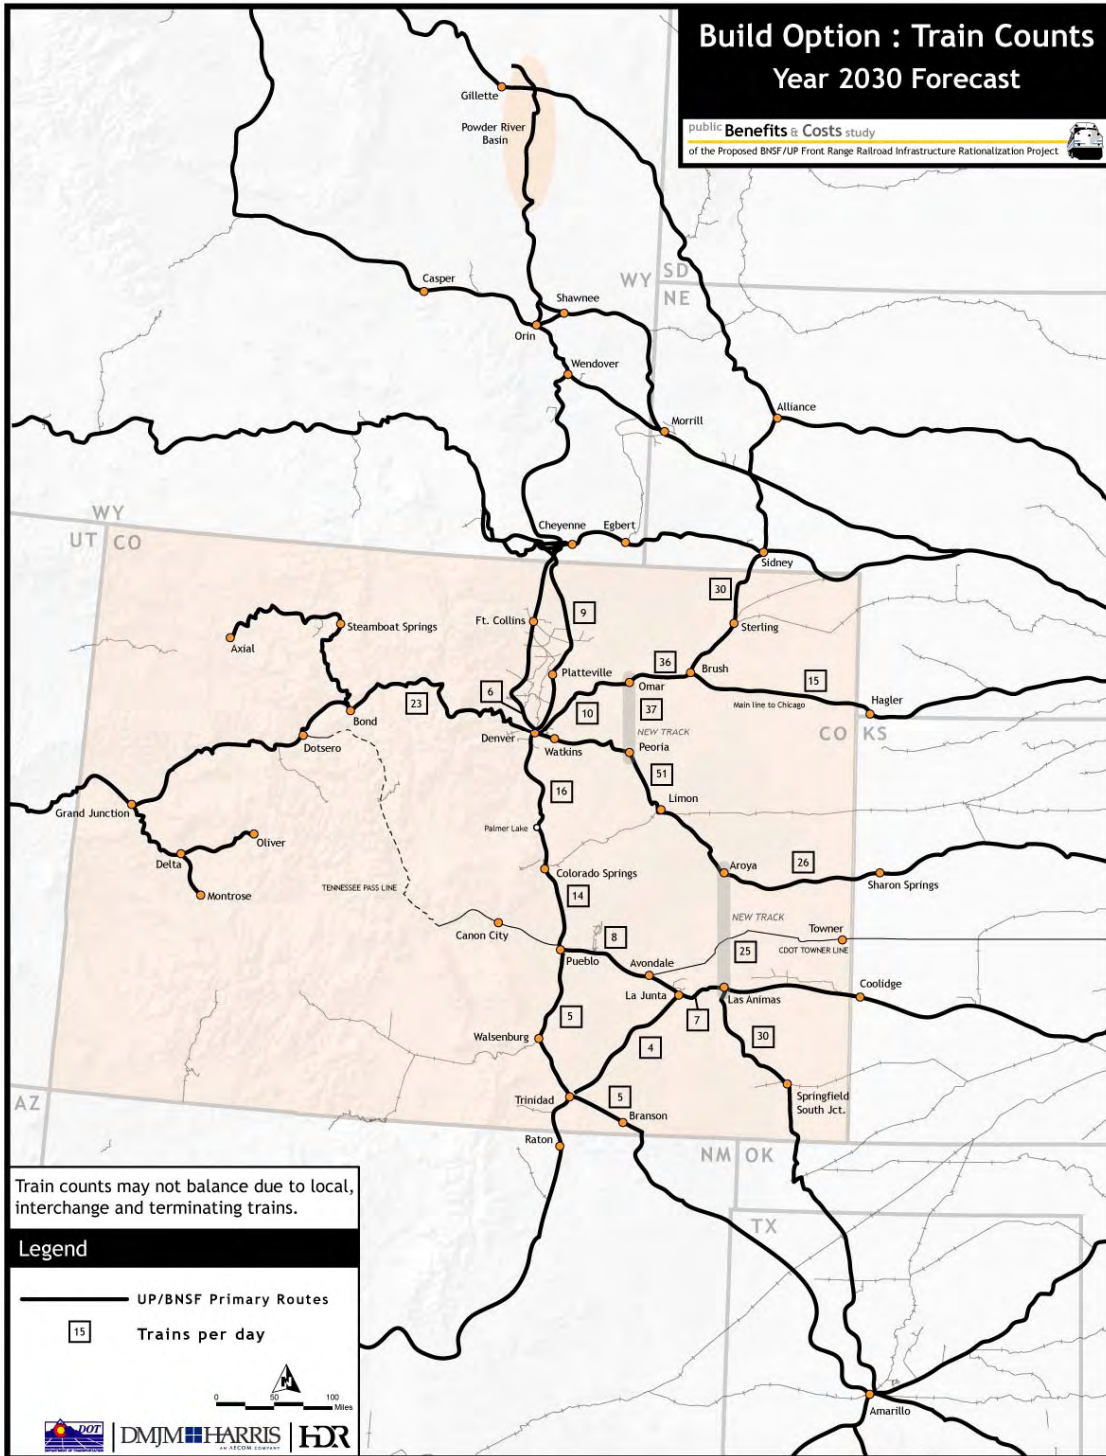 Build Option : Train Counts
Year 2030 Forecast
public Benefits & Costs study
of the Proposed BNSF/UP Front Range Railroad Infrastructure Rationalization Project
Gillette
Powder River
Basin
Casper
WY
SD
NE
Shawnee
Orin
Wendover
Alliance
Morrill
WY
UT
CO
Cheyenne
Egbert
Sidney
30
9
Ft. Collins
Sterling
Steamboat Springs
Axial
36
Brush
Platteville
15
Omar
Main line to Chicago
Hagler
6
23
10
37
Bond
NEW TRACK
CO
KS
Denver
Watkins
Peoria
Dotsero
51
16
Limon
Grand Junction
Palmer Lake
Oliver
Delta
Aroya
26
Colorado Springs
Sharon Springs
TENNESSEE PASS LINE
Montrose
14
NEW TRACK
Canon City
8
Towner
CDOT TOWNER LINE
25
Pueblo
Avondale
Coolidge
La Junta
Las Animas
5
7
Walsenburg
30
4
Trinidad
5
Springfield
South Jct.
AZ
Branson
Raton
NM
OK
TX
Amarillo
Train counts may not balance due to local,
interchange and terminating trains.
Legend
UP/BNSF Primary Routes
15
Trains per day
N
0 50 100
Miles
DOT
DEPARTMENT OF TRANSPORTATION
DMJM HARRIS
AN AECOM COMPANY
HDR